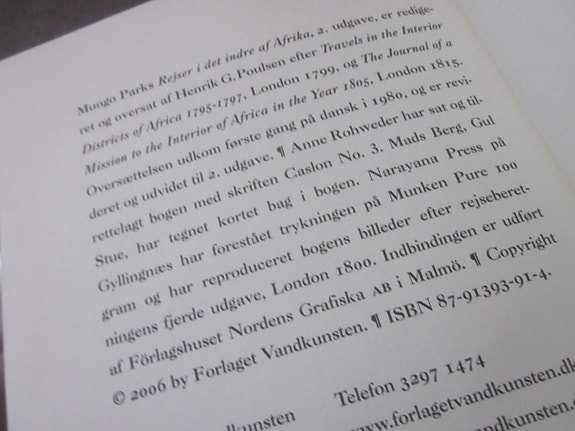 Mungo Parks Rejser i det indre af Afrika, 2. udgave, er redige-
ret og oversat af Henrik G. Poulsen efter Travels in the Interior
Districts of Africa 1795-1797, London 1799, og The Journal of a
Mission to the Interior of Africa in the Year 1805, London 1815.
Oversættelsen udkom første gang på dansk i 1980, og er revi-
deret og udvidet til 2. udgave. ¶ Anne Rohweder har sat og til-
rettelagt bogen med skriften Caslon No. 3. Mads Berg, Gul
Stue, har tegnet kortet bag i bogen. Narayana Press på
Gyllingnæs har forestået trykningen på Munken Pure 100
gram og har reproduceret bogens billeder efter rejseberet-
ningens fjerde udgave, London 1800. Indbindingen er udført
af Förlagshuset Nordens Grafiska AB i Malmö. ¶ Copyright
© 2006 by Forlaget Vandkunsten. ¶ ISBN 87-91393-91-4.
Telefon 3297 1474
www.forlagetvandkunsten.dk